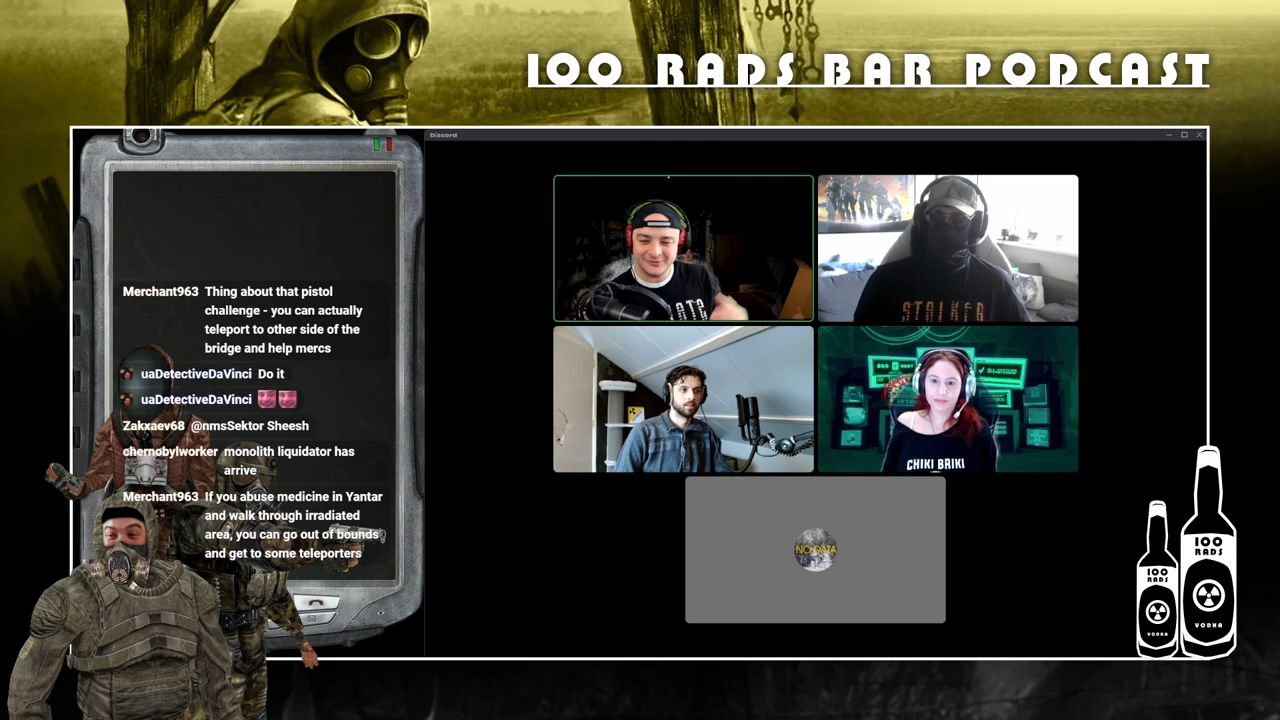 100 RADS BAR PODCAST
Discord
Merchant963 Thing about that pistol
challenge - you can actually
teleport to other side of the
bridge and help mercs
uaDetectiveDaVinci Do it
uaDetectiveDaVinci
Zakxaev68 @nmsSektor Sheesh
chernobylworker monolith liquidator has
arrive
Merchant963 If you abuse medicine in Yantar
and walk through irradiated
area, you can go out of bounds
and get to some teleporters
S.T.A.L.K.E.R
CHIKI BRIKI
NO DATA
100
RADS
VODKA
100
RADS
VODKA